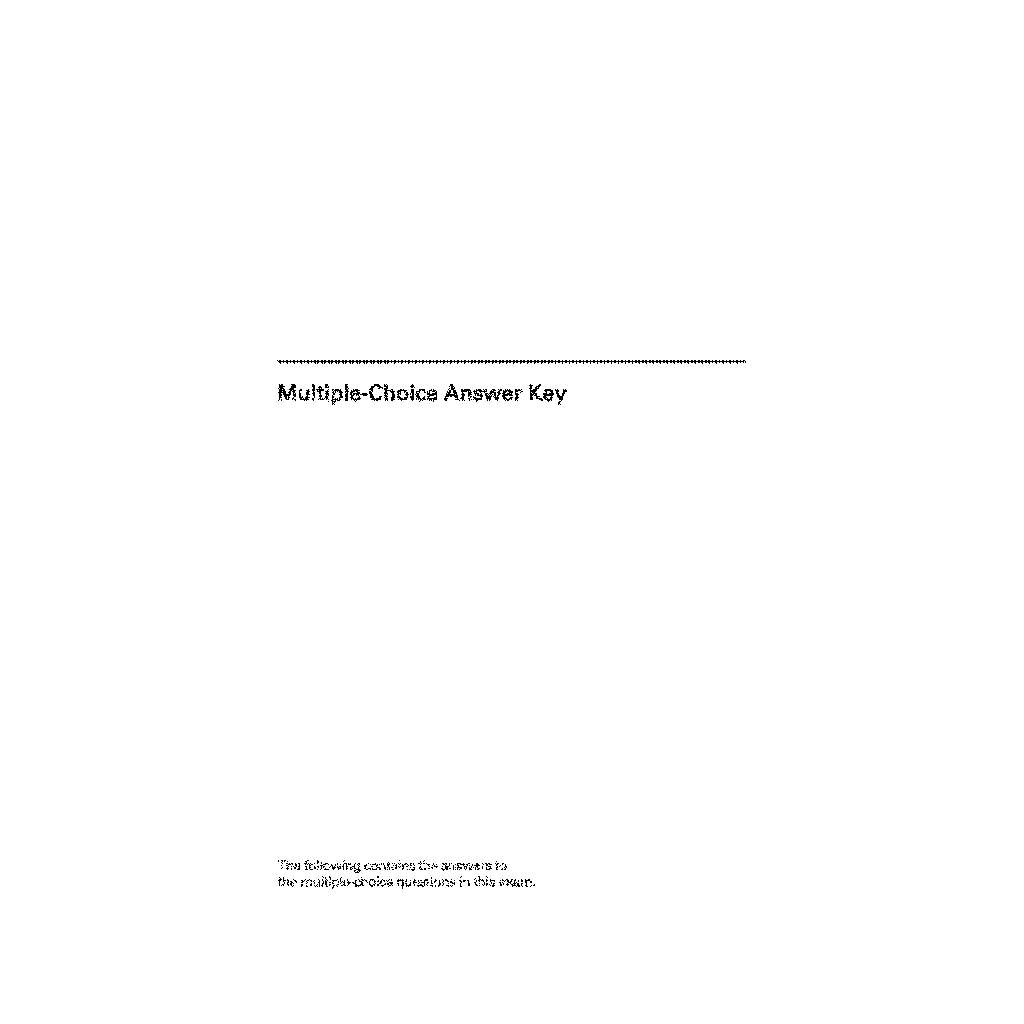 Multiple-Choice Answer Key
The following contains the answers to
the multiple-choice questions in this exam.